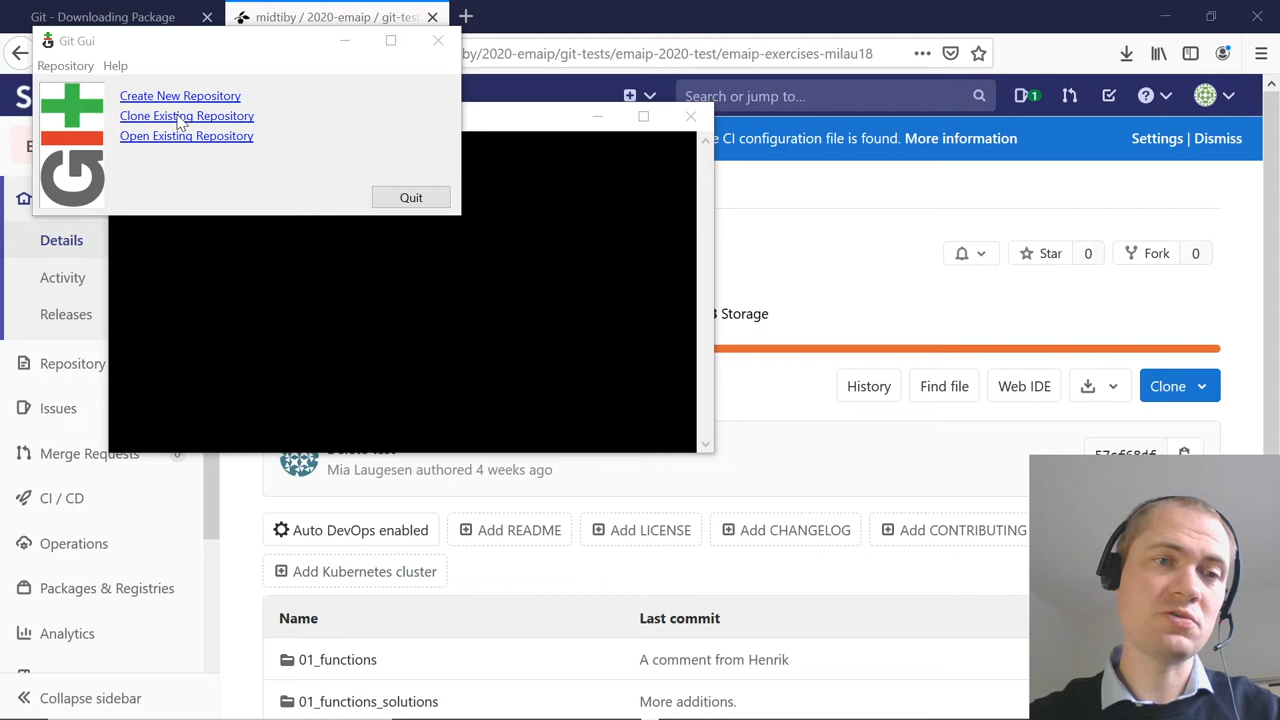 Git - Downloading Package
midtiby / 2020-emaip / git-tes
Git Gui
by/2020-emaip/git-tests/emaip-2020-test/emaip-exercises-milau18
Repository Help
Create New Repository
Clone Existing Repository
Open Existing Repository
Quit
Search or jump to...
1
CI configuration file is found. More information
Settings | Dismiss
Details
Activity
Releases
Star 0
Fork 0
Storage
Repository
Issues
Merge Requests 0
CI / CD
Operations
Packages & Registries
Analytics
Collapse sidebar
History
Find file
Web IDE
Clone
Mia Laugesen authored 4 weeks ago
Auto DevOps enabled
Add README
Add LICENSE
Add CHANGELOG
Add CONTRIBUTING
Add Kubernetes cluster
Name
Last commit
01_functions
A comment from Henrik
01_functions_solutions
More additions.